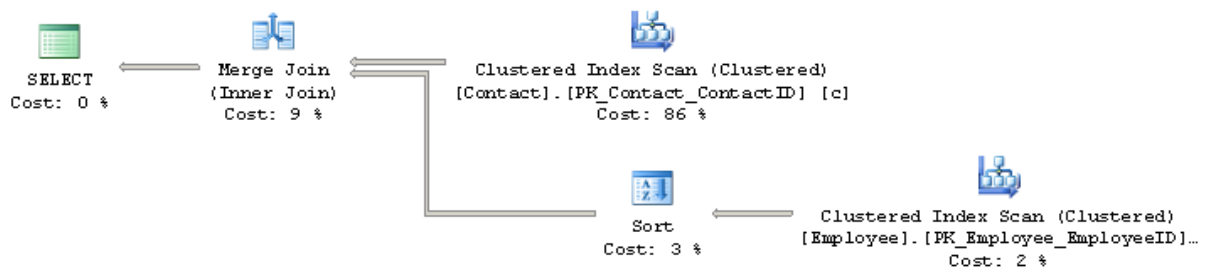 SELECT
Cost: 0 %
Merge Join
(Inner Join)
Cost: 9 %
Clustered Index Scan (Clustered)
[Contact].[PK_Contact_ContactID] [c]
Cost: 86 %
Sort
Cost: 3 %
Clustered Index Scan (Clustered)
[Employee].[PK_Employee_EmployeeID]…
Cost: 2 %